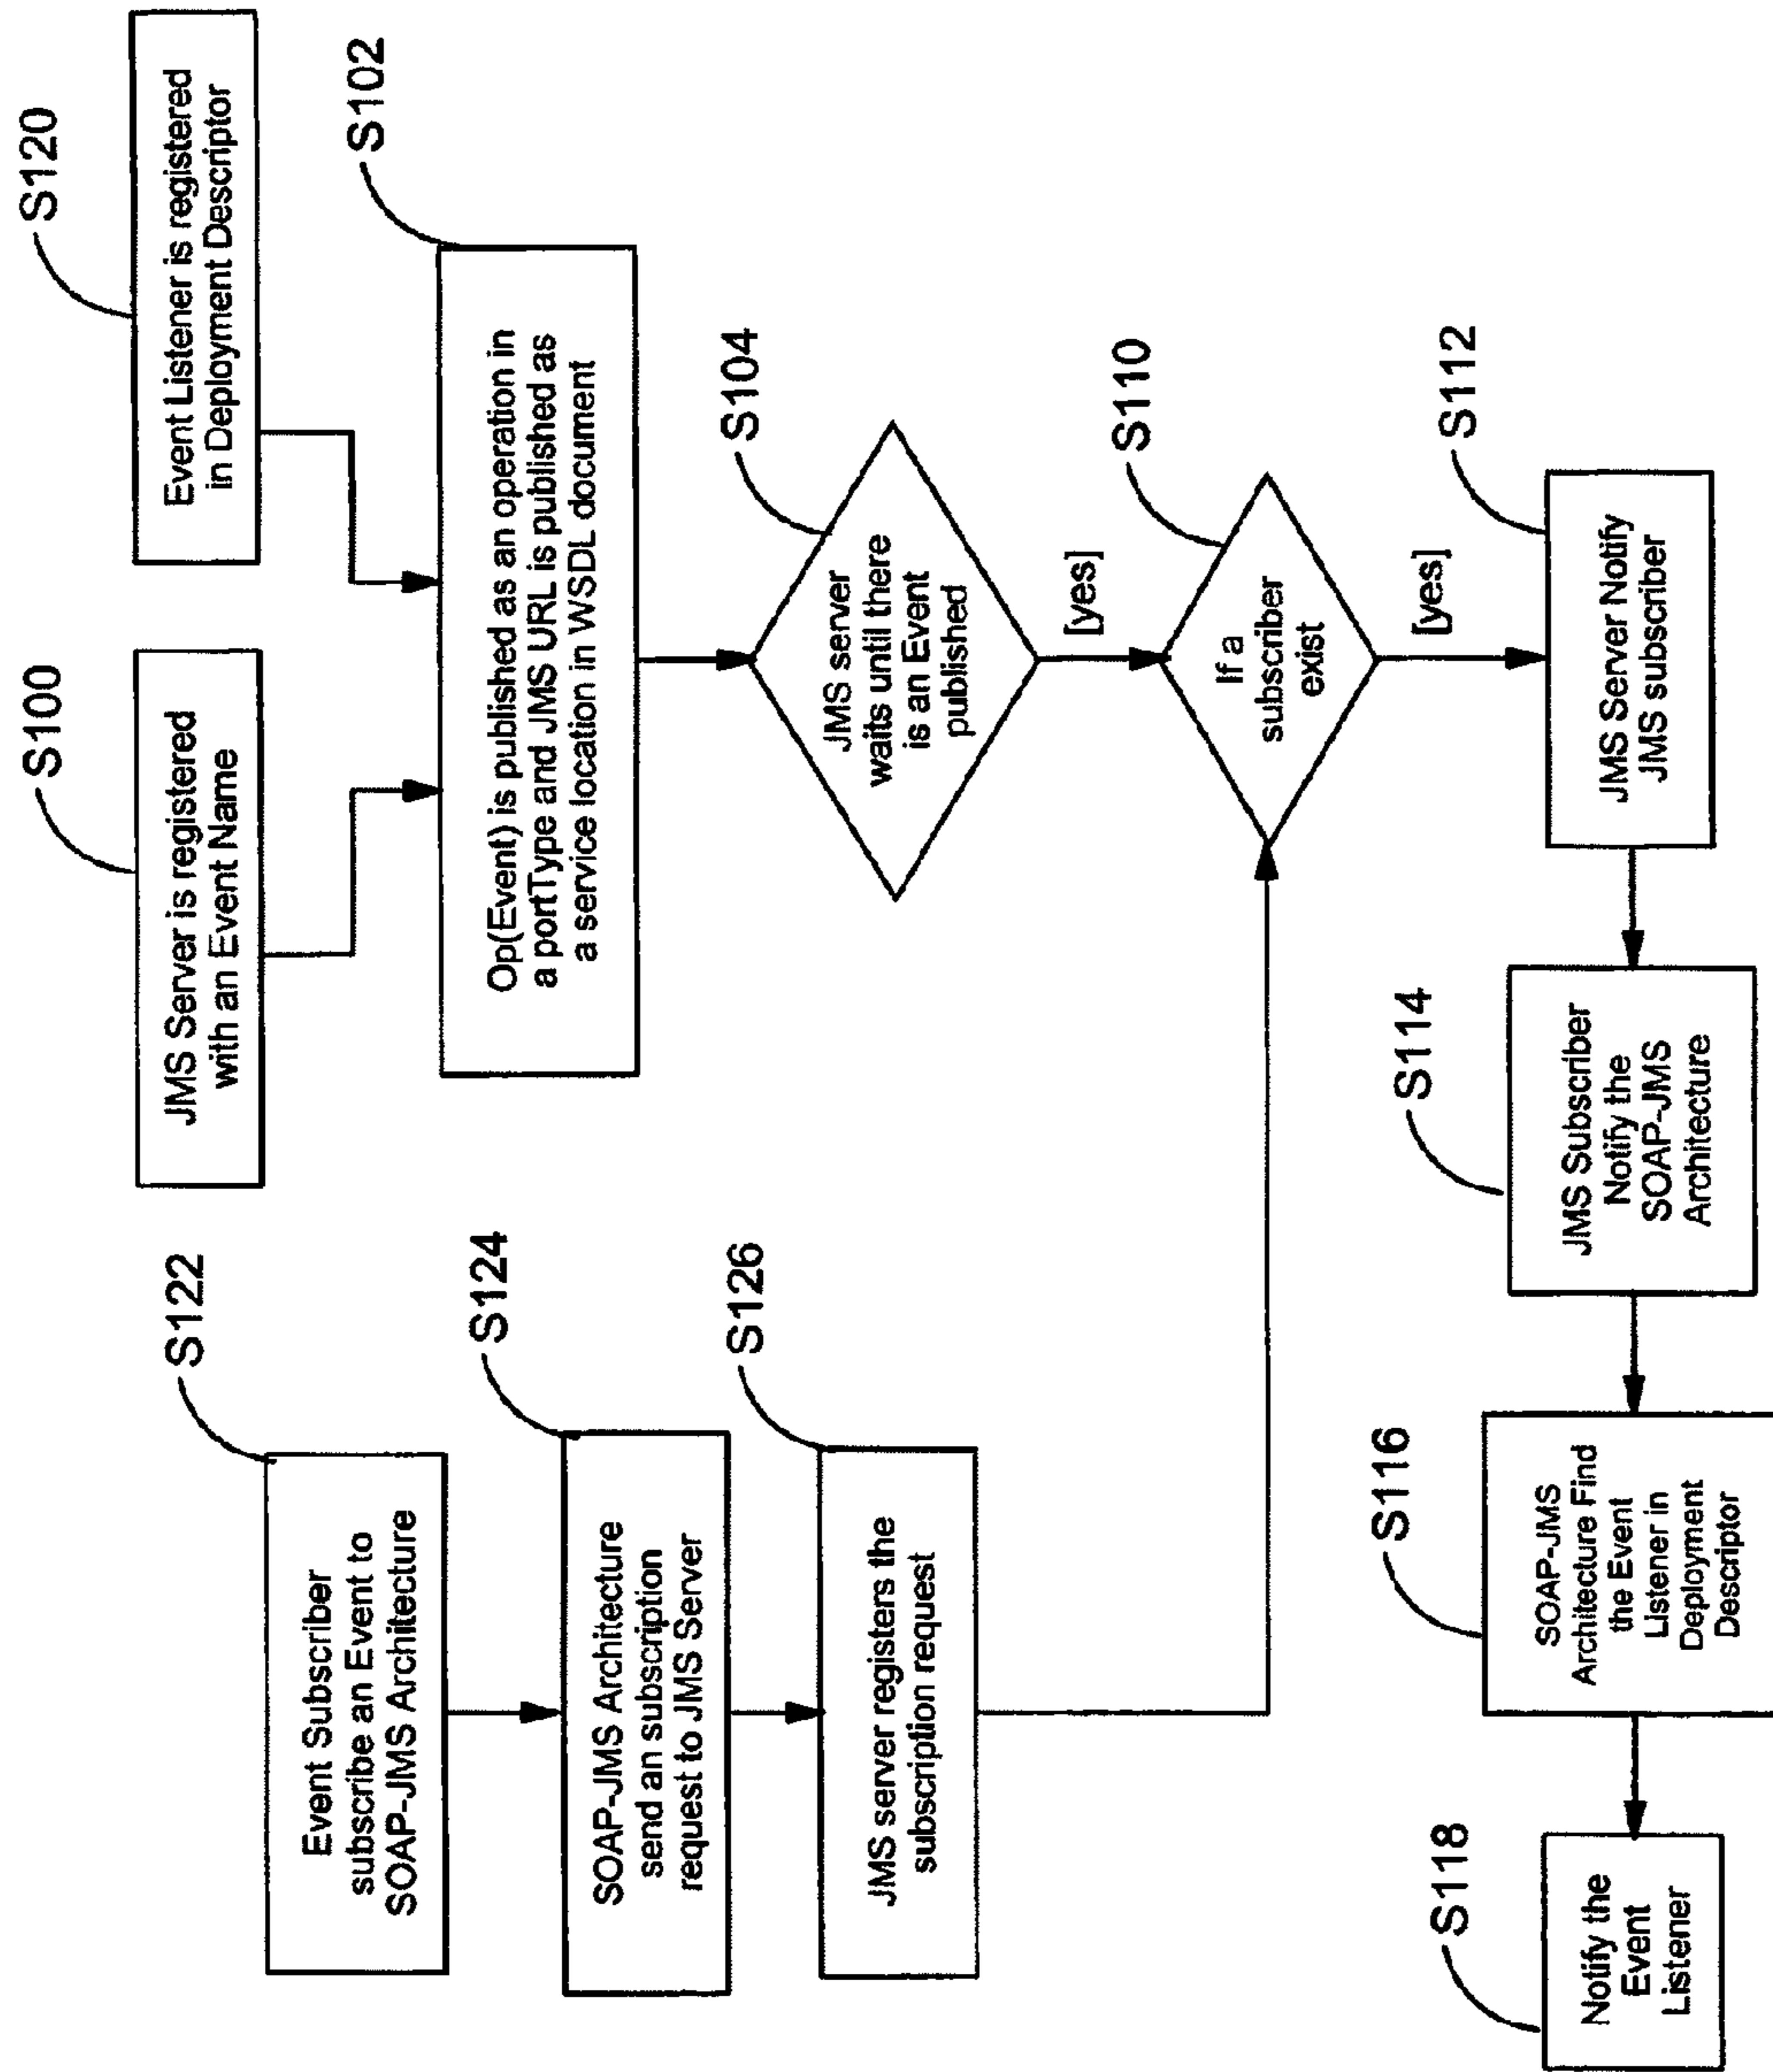 S100
JMS Server is registered
with an Event Name
S120
Event Listener is registered
in Deployment Descriptor
S122
Event Subscriber
subscribe an Event to
SOAP-JMS Architecture
S102
Op(Event) is published as an operation in
a portType and JMS URL is published as
a service location in WSDL document
S124
SOAP-JMS Architecture
send an subscription
request to JMS Server
S104
JMS server
waits until there
is an Event
published
[yes]
S126
JMS server registers the
subscription request
S110
If a
subscriber
exist
[yes]
S112
JMS Server Notify
JMS subscriber
S114
JMS Subscriber
Notify the
SOAP-JMS
Architecture
S116
SOAP-JMS
Architecture Find
the Event
Listener in
Deployment
Descriptor
S118
Notify the
Event
Listener